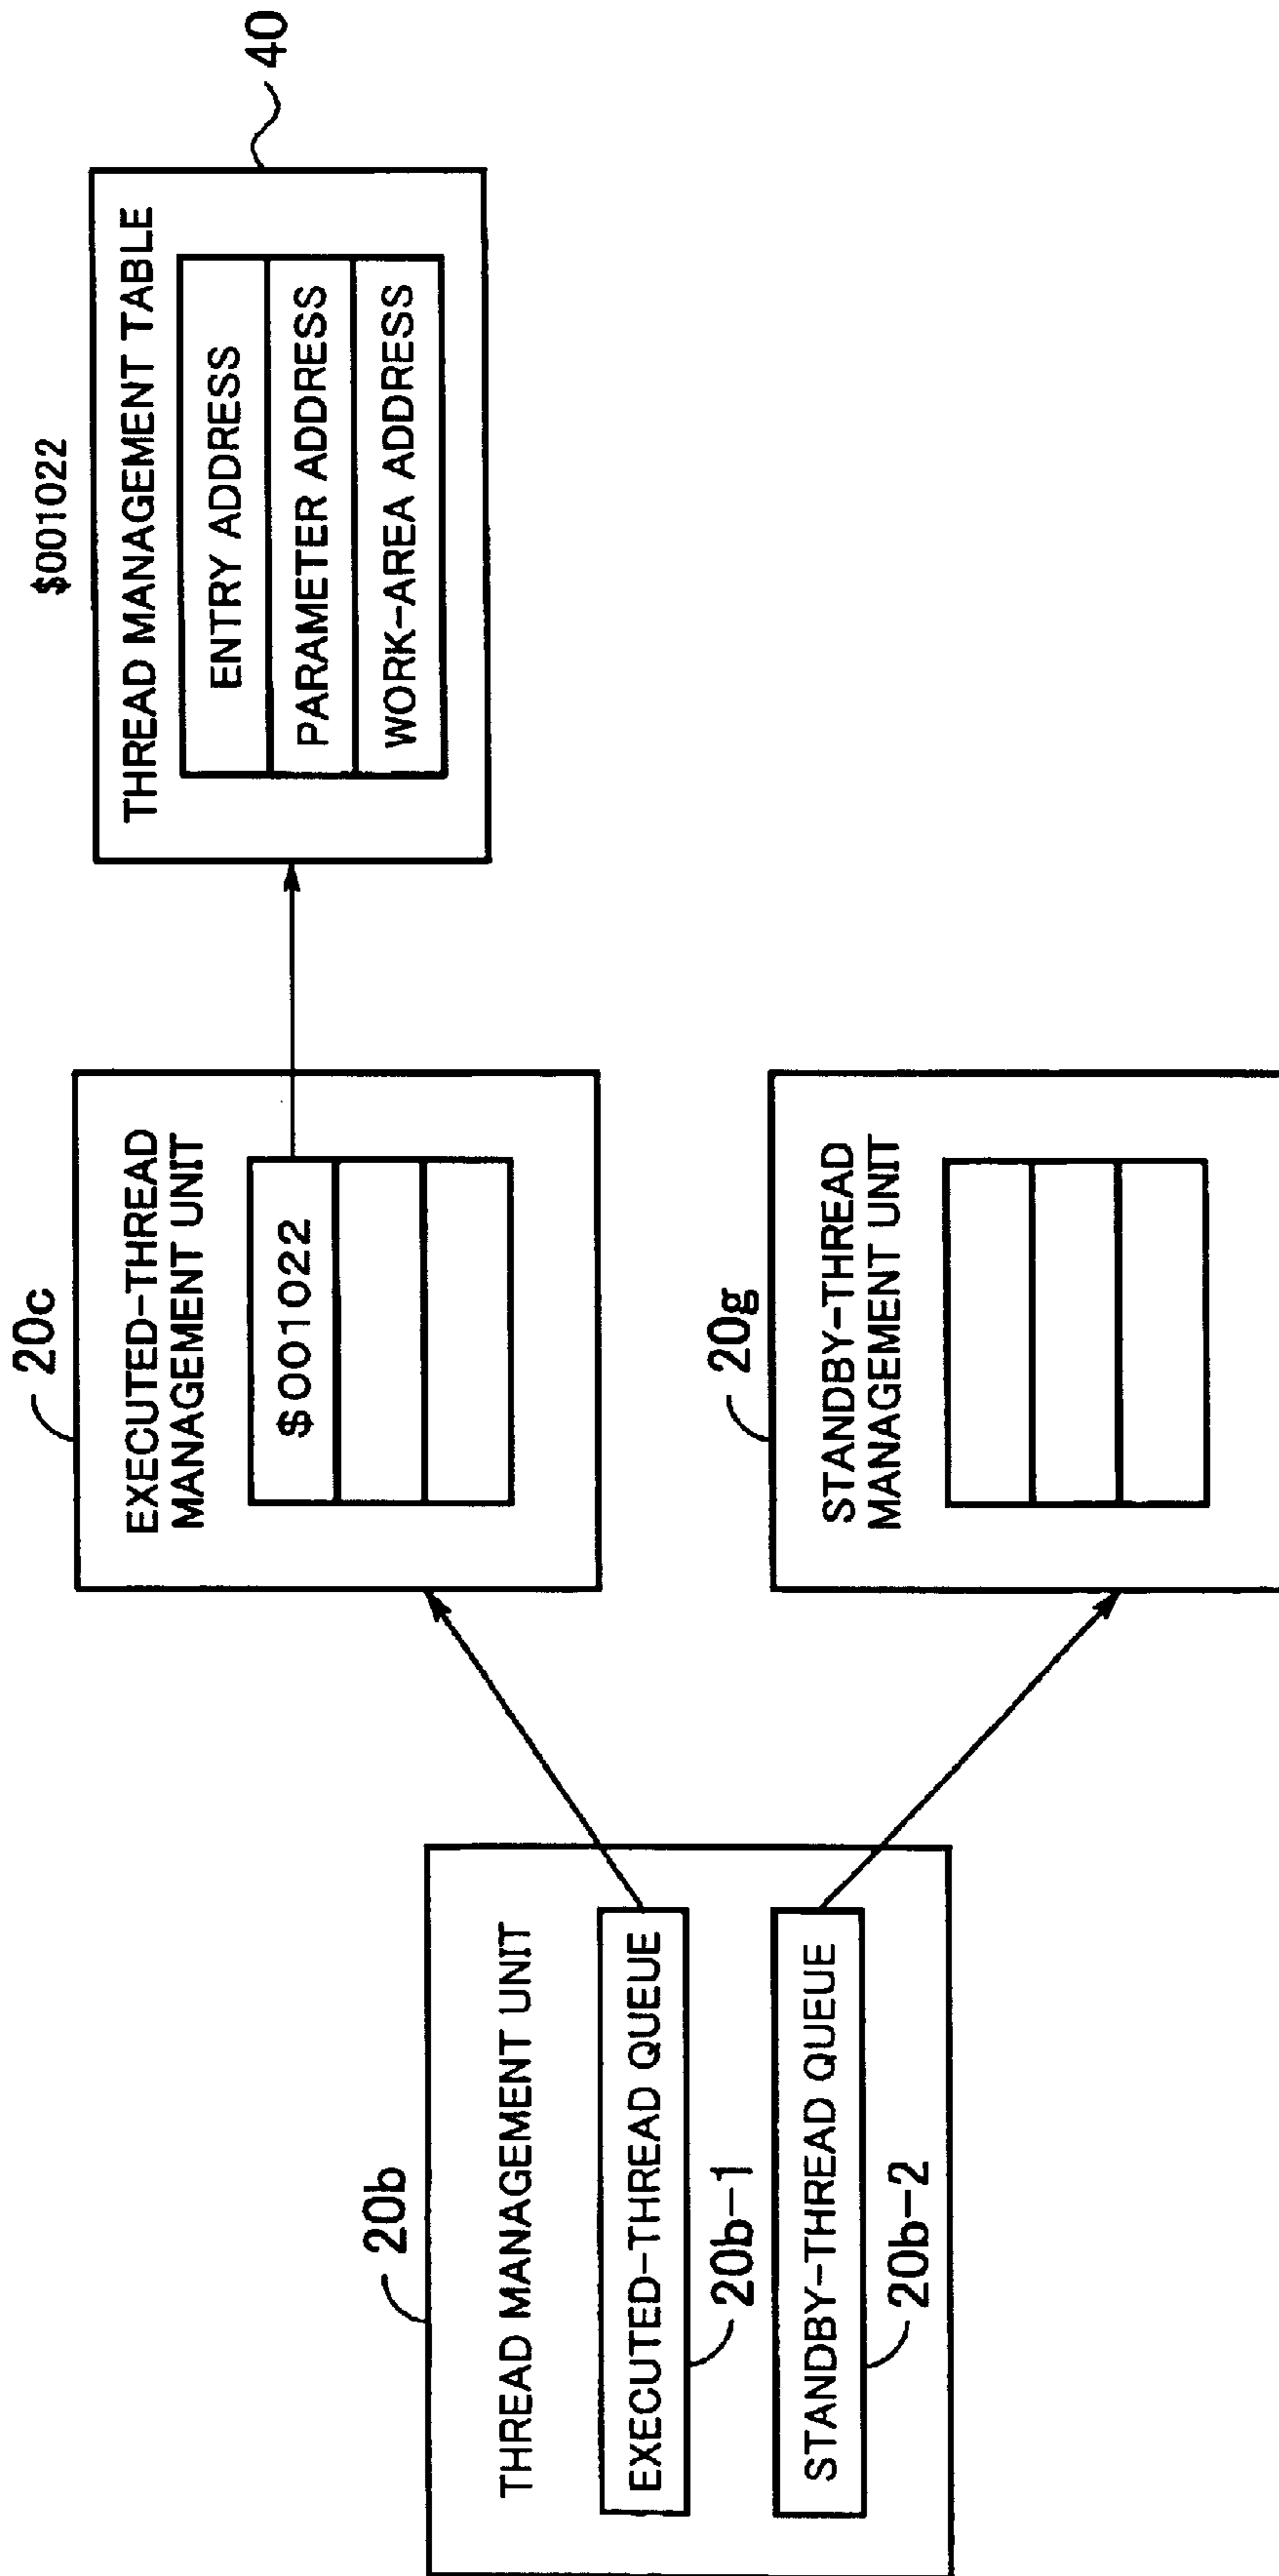 20b
THREAD MANAGEMENT UNIT
EXECUTED-THREAD QUEUE
20b-1
STANDBY-THREAD QUEUE
20b-2
20c
EXECUTED-THREAD
MANAGEMENT UNIT
$001022
20g
STANDBY-THREAD
MANAGEMENT UNIT
$001022
THREAD MANAGEMENT TABLE
ENTRY ADDRESS
PARAMETER ADDRESS
WORK-AREA ADDRESS
40